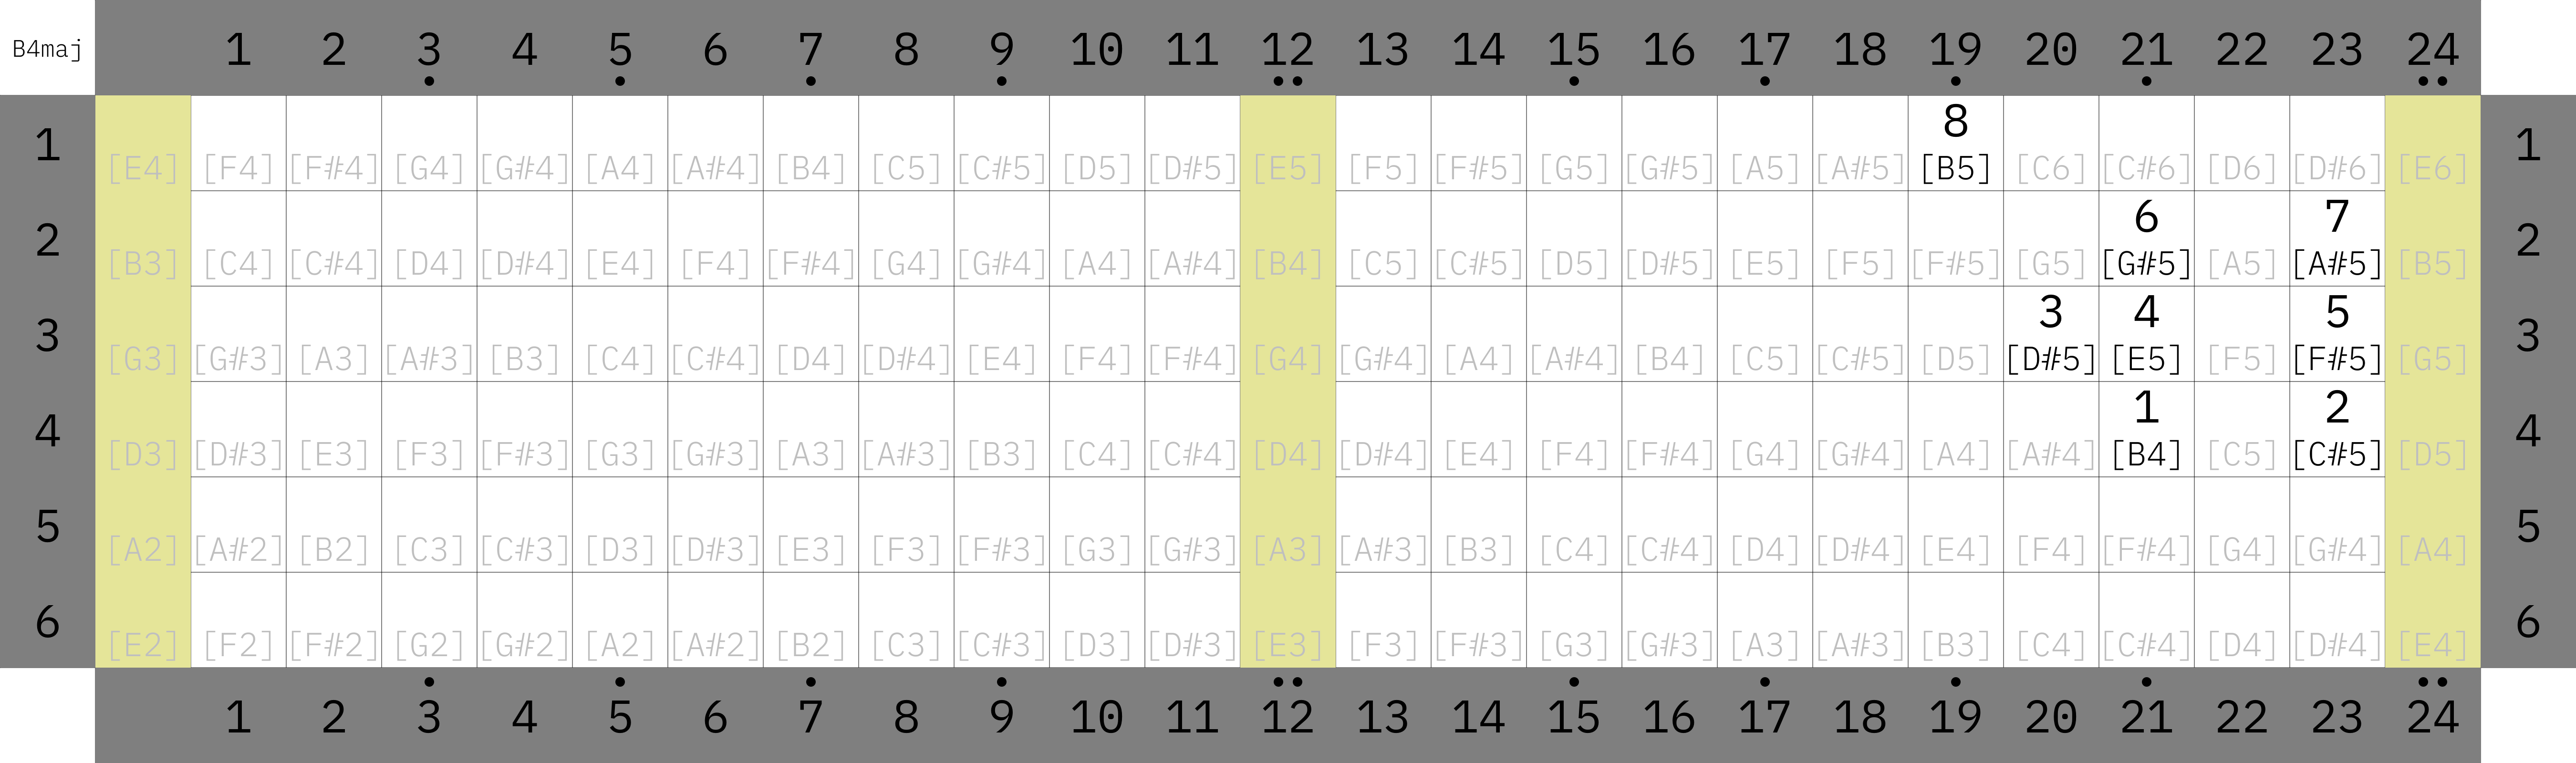 B4maj 1 2 3 4 5 6 7 8 9 10 11 12 13 14 15 16 17 18 19 20 21 22 23 24
8
1 [E4] [F4] [F#4] [G4] [G#4] [A4] [A#4] [B4] [C5] [C#5] [D5] [D#5] [E5] [F5] [F#5] [G5] [G#5] [A5] [A#5] [B5] [C6] [C#6] [D6] [D#6] [E6] 1
6 7
2 [B3] [C4] [C#4] [D4] [D#4] [E4] [F4] [F#4] [G4] [G#4] [A4] [A#4] [B4] [C5] [C#5] [D5] [D#5] [E5] [F5] [F#5] [G5] [G#5] [A5] [A#5] [B5] 2
3 4 5
3 [G3] [G#3] [A3] [A#3] [B3] [C4] [C#4] [D4] [D#4] [E4] [F4] [F#4] [G4] [G#4] [A4] [A#4] [B4] [C5] [C#5] [D5] [D#5] [E5] [F5] [F#5] [G5] 3
1 2
4 [D3] [D#3] [E3] [F3] [F#3] [G3] [G#3] [A3] [A#3] [B3] [C4] [C#4] [D4] [D#4] [E4] [F4] [F#4] [G4] [G#4] [A4] [A#4] [B4] [C5] [C#5] [D5] 4
5 [A2] [A#2] [B2] [C3] [C#3] [D3] [D#3] [E3] [F3] [F#3] [G3] [G#3] [A3] [A#3] [B3] [C4] [C#4] [D4] [D#4] [E4] [F4] [F#4] [G4] [G#4] [A4] 5
6 [E2] [F2] [F#2] [G2] [G#2] [A2] [A#2] [B2] [C3] [C#3] [D3] [D#3] [E3] [F3] [F#3] [G3] [G#3] [A3] [A#3] [B3] [C4] [C#4] [D4] [D#4] [E4] 6
1 2 3 4 5 6 7 8 9 10 11 12 13 14 15 16 17 18 19 20 21 22 23 24